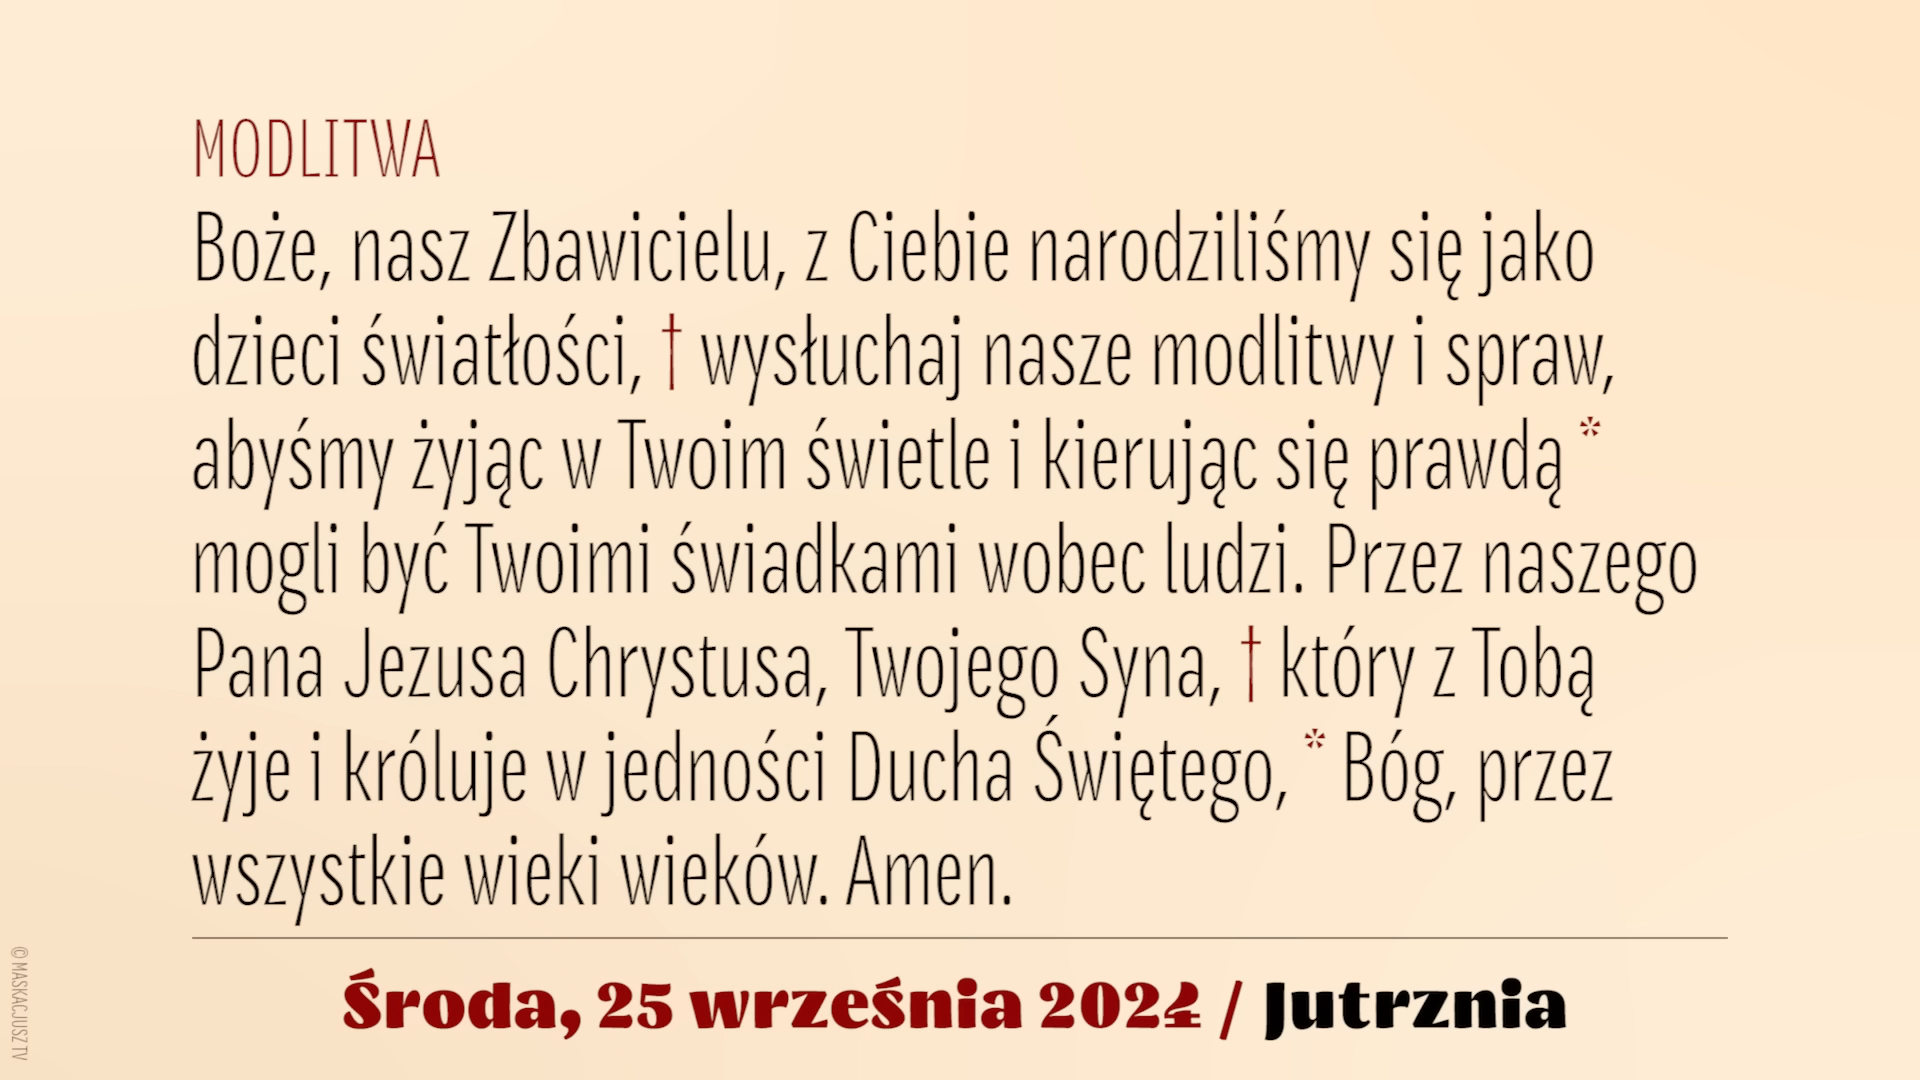 MODLITWA
Boże, nasz Zbawicielu, z Ciebie narodziliśmy się jako
dzieci światłości, † wysłuchaj nasze modlitwy i spraw,
abyśmy żyjąc w Twoim świetle i kierując się prawdą *
mogli być Twoimi świadkami wobec ludzi. Przez naszego
Pana Jezusa Chrystusa, Twojego Syna, † który z Tobą
żyje i króluje w jedności Ducha Świętego, * Bóg, przez
wszystkie wieki wieków. Amen.
Środa, 25 września 2024 / Jutrznia
© MASKACJUSZ TV